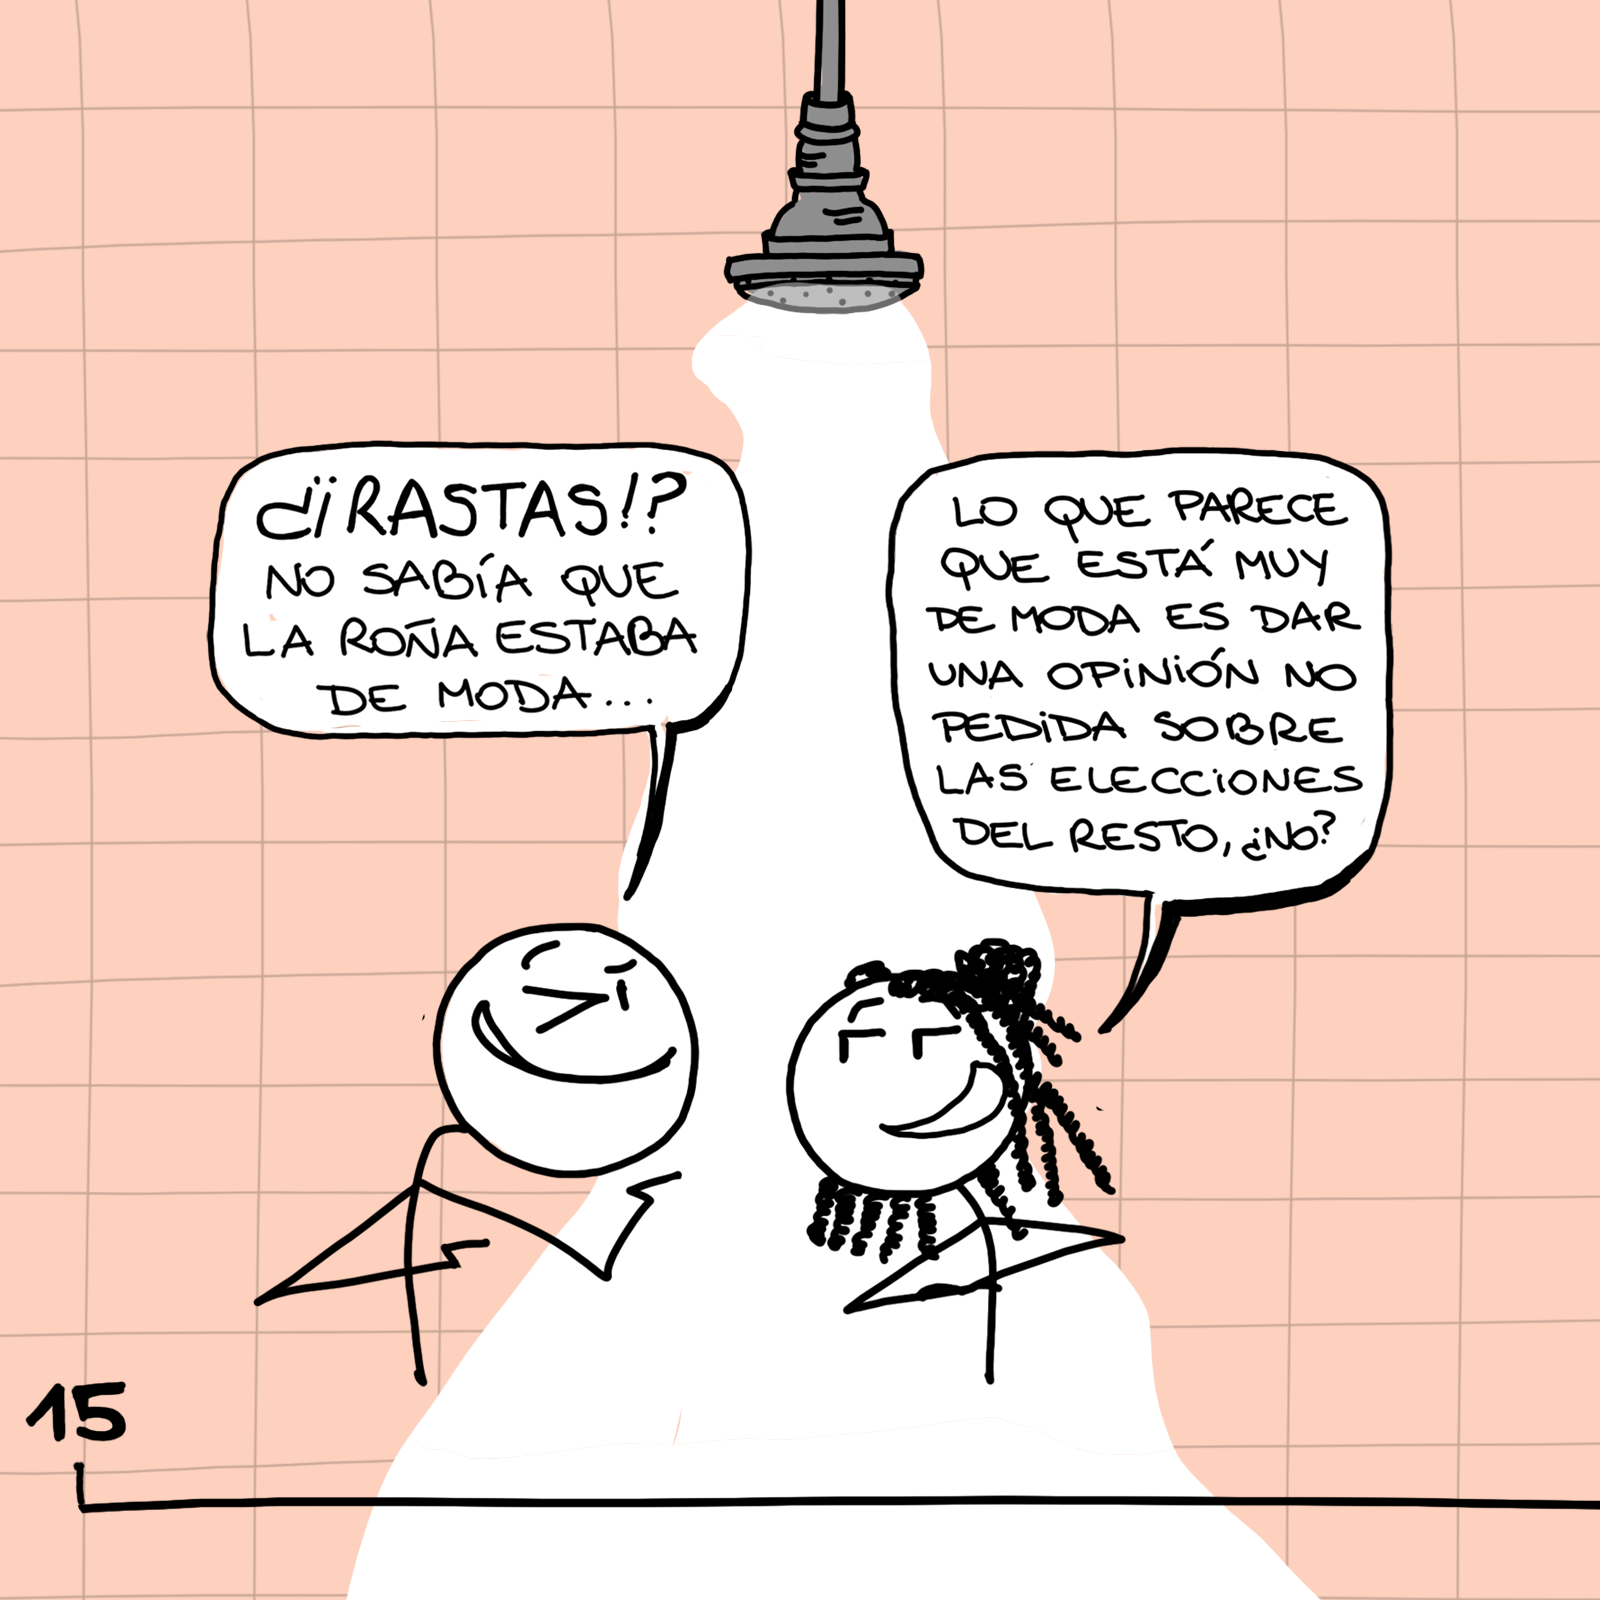 ¿¡¡RASTAS!?
NO SABÍA QUE
LA ROÑA ESTABA
DE MODA...
LO QUE PARECE
QUE ESTÁ MUY
DE MODA ES DAR
UNA OPINIÓN NO
PEDIDA SOBRE
LAS ELECCIONES
DEL RESTO, ¿NO?
15